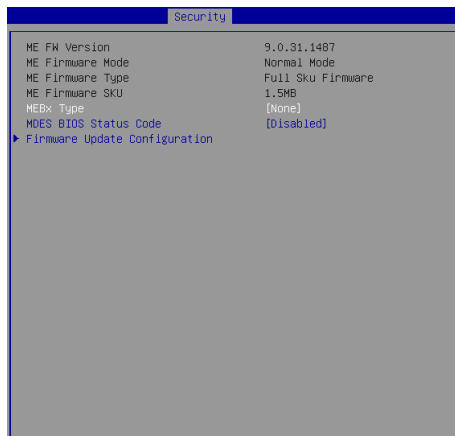 Security
ME FW Version 9.0.31.1487
ME Firmware Mode Normal Mode
ME Firmware Type Full Sku Firmware
ME Firmware SKU 1.5MB
MEBx Type [None]
MDES BIOS Status Code [Disabled]
Firmware Update Configuration